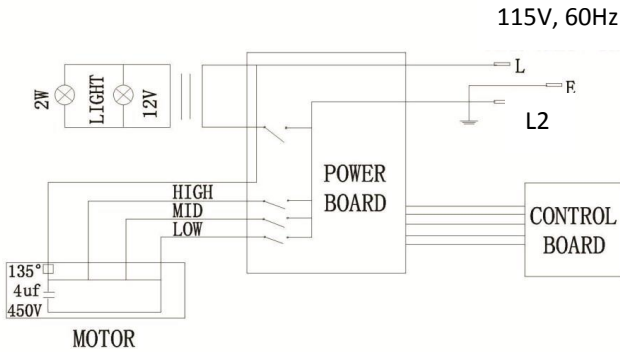 115V, 60Hz
L
E
L2
2W
LIGHT
12V
POWER
BOARD
HIGH
MID
LOW
CONTROL
BOARD
135°
4uf
450V
MOTOR